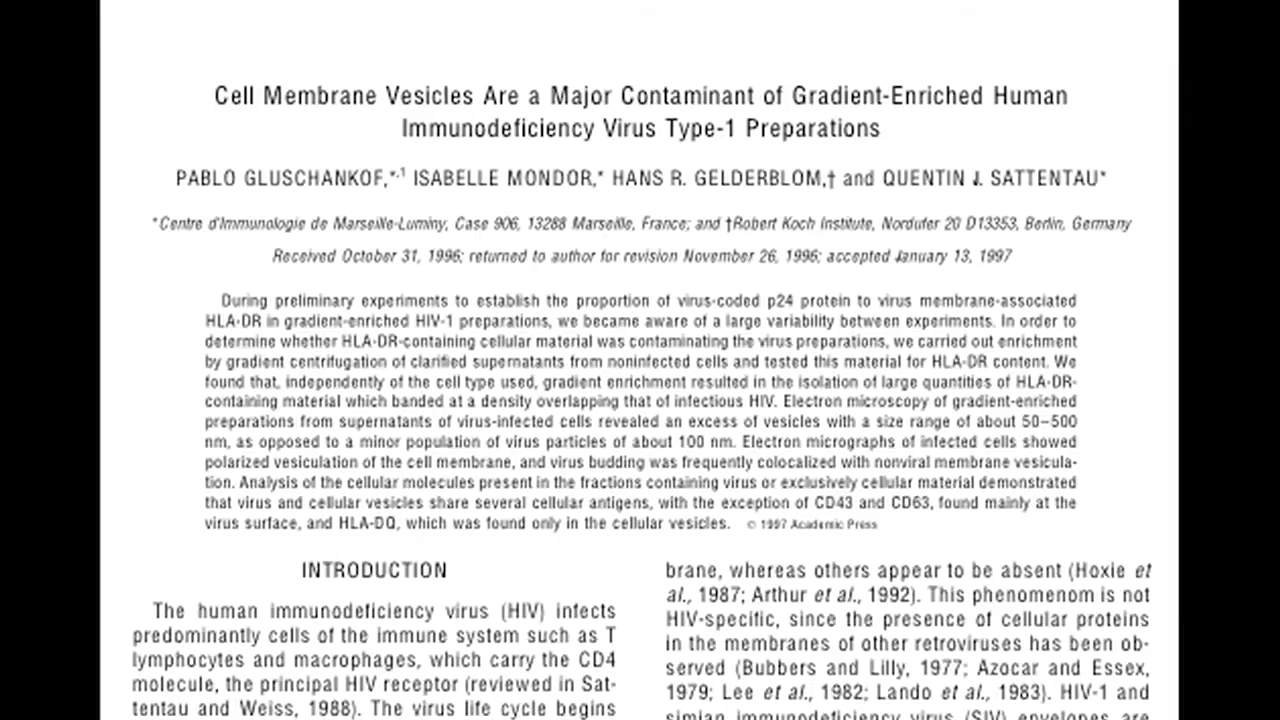 Cell Membrane Vesicles Are a Major Contaminant of Gradient-Enriched Human
Immunodeficiency Virus Type-1 Preparations
PABLO GLUSCHANKOF,*,1 ISABELLE MONDOR,* HANS R. GELDERBLOM,† and QUENTIN J. SATTENTAU*
*Centre d'Immunologie de Marseille-Luminy, Case 906, 13288 Marseille, France; and †Robert Koch Institute, Nordufer 20 D13353, Berlin, Germany
Received October 31, 1996; returned to author for revision November 26, 1996; accepted January 13, 1997
During preliminary experiments to establish the proportion of virus-coded p24 protein to virus membrane-associated
HLA-DR in gradient-enriched HIV-1 preparations, we became aware of a large variability between experiments. In order to
determine whether HLA-DR-containing cellular material was contaminating the virus preparations, we carried out enrichment
by gradient centrifugation of clarified supernatants from noninfected cells and tested this material for HLA-DR content. We
found that, independently of the cell type used, gradient enrichment resulted in the isolation of large quantities of HLA-DR-
containing material which banded at a density overlapping that of infectious HIV. Electron microscopy of gradient-enriched
preparations from supernatants of virus-infected cells revealed an excess of vesicles with a size range of about 50–500
nm, as opposed to a minor population of virus particles of about 100 nm. Electron micrographs of infected cells showed
polarized vesiculation of the cell membrane, and virus budding was frequently colocalized with nonviral membrane vesicula-
tion. Analysis of the cellular molecules present in the fractions containing virus or exclusively cellular material demonstrated
that virus and cellular vesicles share several cellular antigens, with the exception of CD43 and CD63, found mainly at the
virus surface, and HLA-DQ, which was found only in the cellular vesicles. © 1997 Academic Press
INTRODUCTION
The human immunodeficiency virus (HIV) infects
predominantly cells of the immune system such as T
lymphocytes and macrophages, which carry the CD4
molecule, the principal HIV receptor (reviewed in Sat-
tentau and Weiss, 1988). The virus life cycle begins
brane, whereas others appear to be absent (Hoxie et
al., 1987; Arthur et al., 1992). This phenomenom is not
HIV-specific, since the presence of cellular proteins
in the membranes of other retroviruses has been ob-
served (Bubbers and Lilly, 1977; Azocar and Essex,
1979; Lee et al., 1982; Lando et al., 1983). HIV-1 and
simian immunodeficiency virus (SIV) envelopes are